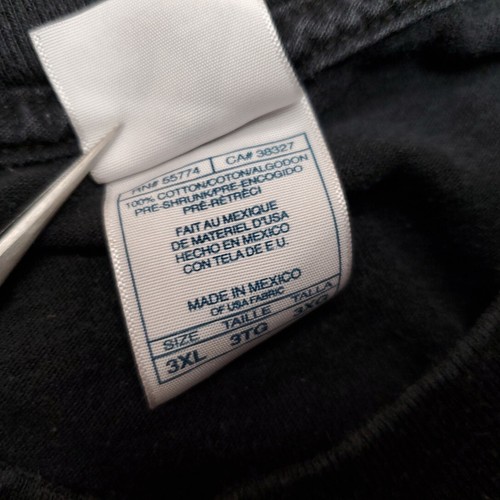 RN# 55774 CA# 38327
100% COTTON/COTON/ALGODON
PRE-SHRUNK/PRE-ENCOGIDO
PRÉ-RÉTRÉCI
FAIT AU MEXIQUE
DE MATERIEL D'USA
HECHO EN MEXICO
CON TELA DE E U.
MADE IN MEXICO
OF USA FABRIC
SIZE TAILLE TALLA
3XL 3TG 3XG